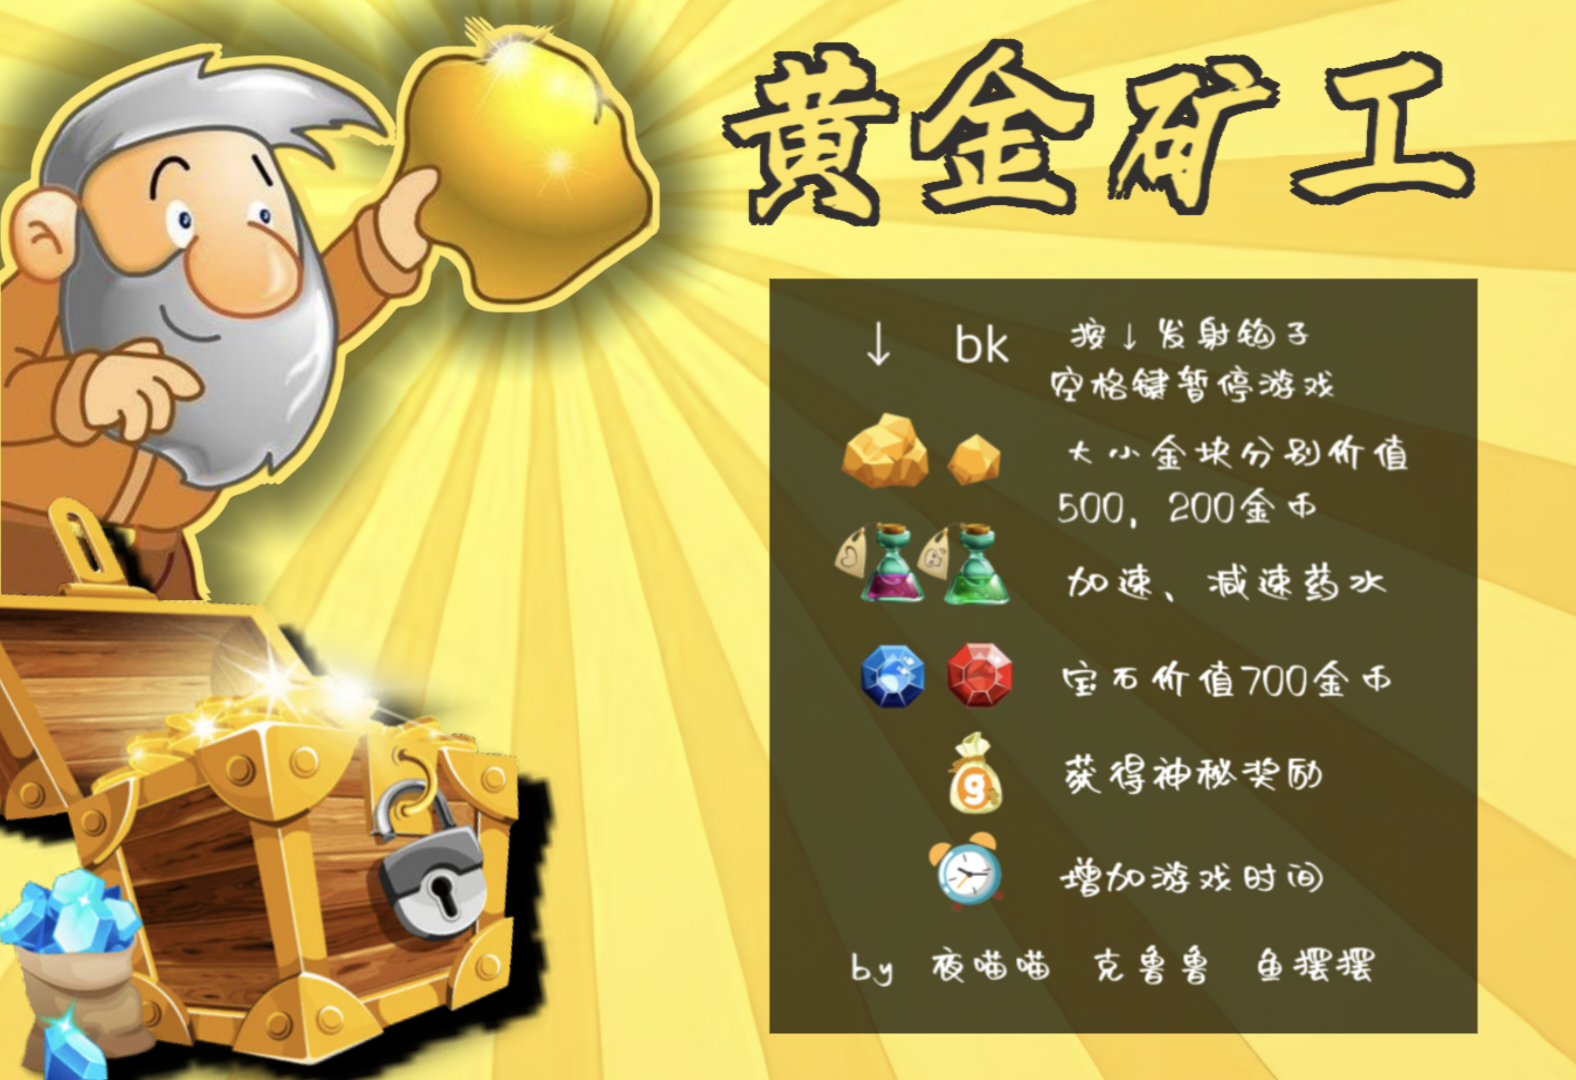 黄金矿工
↓ bk 按↓发射钩子
空格键暂停游戏
大小金块分别价值
500，200金币
加速、减速药水
宝石价值700金币
g
获得神秘奖励
增加游戏时间
by 夜喵喵 克鲁鲁 鱼摆摆